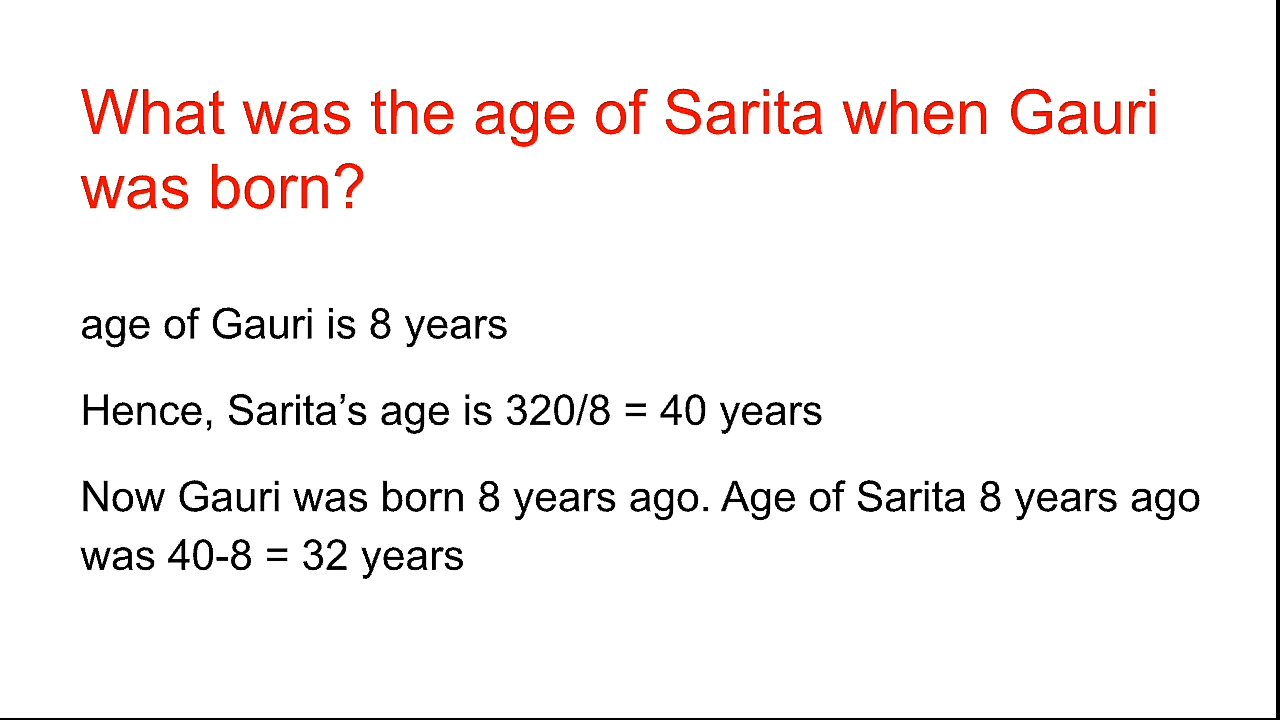 What was the age of Sarita when Gauri
was born?
age of Gauri is 8 years
Hence, Sarita’s age is 320/8 = 40 years
Now Gauri was born 8 years ago. Age of Sarita 8 years ago
was 40-8 = 32 years